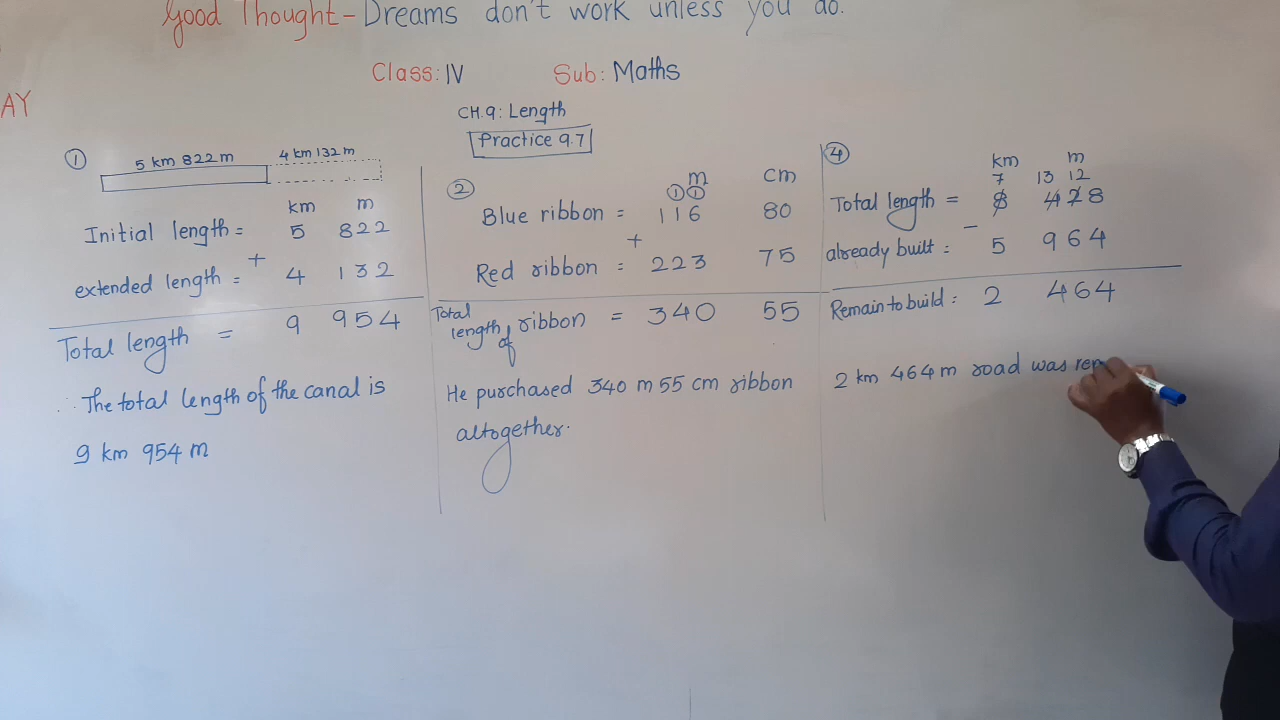 Good Thought - Dreams don't work unless you do.
Class: IV Sub: Maths
AY
CH.9: Length
Practice 9.7
①
5 km 822 m 4 km 132 m
km m
Initial length = 5 822
+
extended length = 4 132
Total length = 9 954
∴ The total length of the canal is
9 km 954 m
②
m cm
① ①
Blue ribbon = 116 80
+
Red ribbon = 223 75
Total length of ribbon = 340 55
He purchased 340 m 55 cm ribbon
altogether.
④
km m
7 13 12
Total length = 8 428
-
already built = 5 964
Remain to build = 2 464
2 km 464 m road was rem